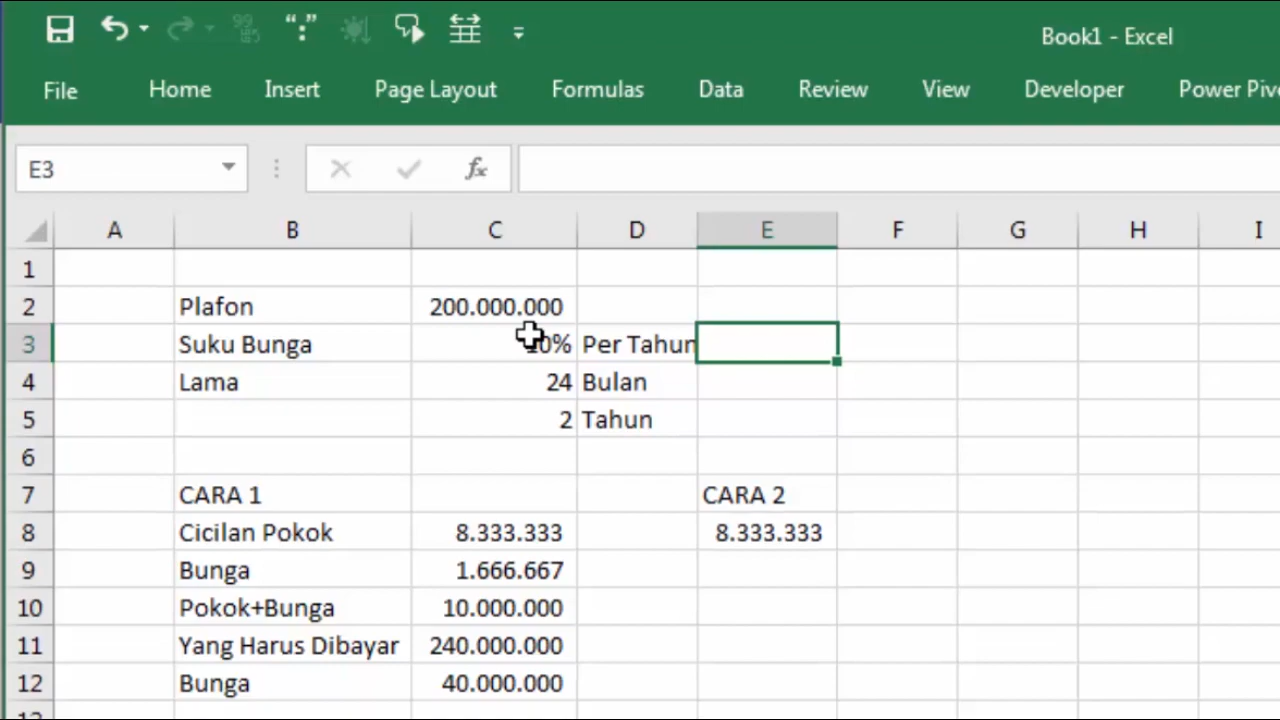 Book1 - Excel
File Home Insert Page Layout Formulas Data Review View Developer Power
E3 fx
A B C D E F G H I
1
2 Plafon 200.000.000
3 Suku Bunga 0% Per Tahun
4 Lama 24 Bulan
5 2 Tahun
6
7 CARA 1 CARA 2
8 Cicilan Pokok 8.333.333 8.333.333
9 Bunga 1.666.667
10 Pokok+Bunga 10.000.000
11 Yang Harus Dibayar 240.000.000
12 Bunga 40.000.000